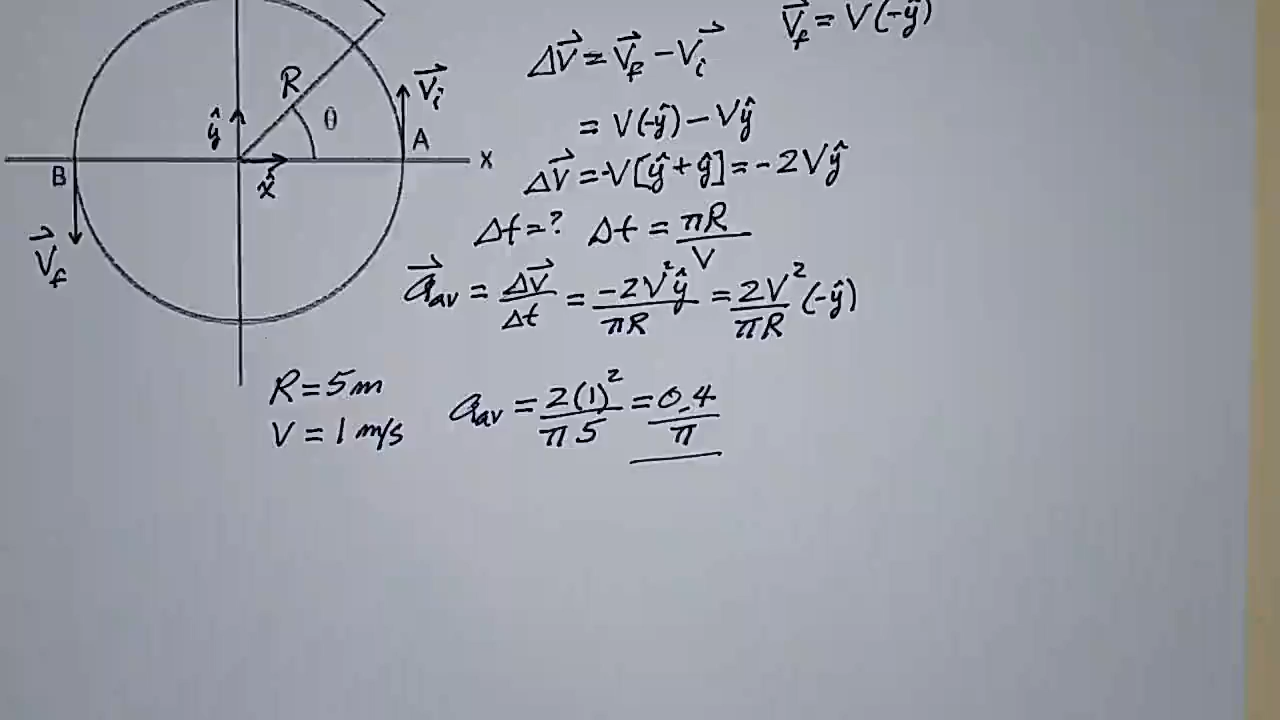 V⃗f = V(-ŷ)
ΔV⃗ = V⃗f - V⃗i
= V(-ŷ) - Vŷ
ΔV⃗ = -V[ŷ + ŷ] = -2Vŷ
Δt = ? Δt = πR/V
a⃗av = ΔV⃗/Δt = -2V²ŷ/πR = 2V²/πR (-ŷ)
R = 5m
V = 1 m/s
aav = 2(1)²/π5 = 0.4/π
R
θ
V⃗i
ŷ
A
x
B
x̂
V⃗f